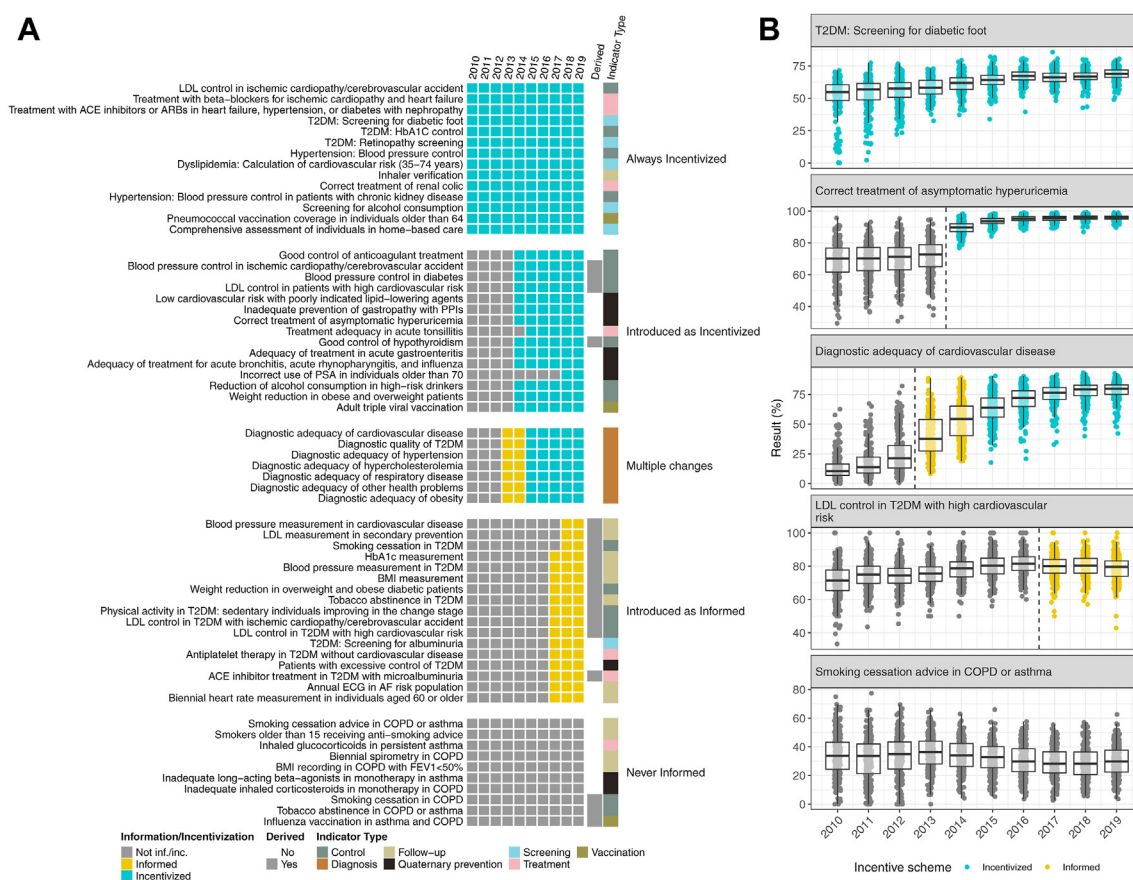 A
2010 2011 2012 2013 2014 2015 2016 2017 2018 2019 Derived Indicator Type
LDL control in ischemic cardiopathy/cerebrovascular accident
Treatment with beta−blockers for ischemic cardiopathy and heart failure
Treatment with ACE inhibitors or ARBs in heart failure, hypertension, or diabetes with nephropathy
T2DM: Screening for diabetic foot
T2DM: HbA1C control
T2DM: Retinopathy screening
Hypertension: Blood pressure control
Dyslipidemia: Calculation of cardiovascular risk (35−74 years)
Inhaler verification
Correct treatment of renal colic
Hypertension: Blood pressure control in patients with chronic kidney disease
Screening for alcohol consumption
Pneumococcal vaccination coverage in individuals older than 64
Comprehensive assessment of individuals in home−based care
Always Incentivized
Good control of anticoagulant treatment
Blood pressure control in ischemic cardiopathy/cerebrovascular accident
Blood pressure control in diabetes
LDL control in patients with high cardiovascular risk
Low cardiovascular risk with poorly indicated lipid−lowering agents
Inadequate prevention of gastropathy with PPIs
Correct treatment of asymptomatic hyperuricemia
Treatment adequacy in acute tonsillitis
Good control of hypothyroidism
Adequacy of treatment in acute gastroenteritis
Adequacy of treatment for acute bronchitis, acute rhynopharyngitis, and influenza
Incorrect use of PSA in individuals older than 70
Reduction of alcohol consumption in high−risk drinkers
Weight reduction in obese and overweight patients
Adult triple viral vaccination
Introduced as Incentivized
Diagnostic adequacy of cardiovascular disease
Diagnostic quality of T2DM
Diagnostic adequacy of hypertension
Diagnostic adequacy of hypercholesterolemia
Diagnostic adequacy of respiratory disease
Diagnostic adequacy of other health problems
Diagnostic adequacy of obesity
Multiple changes
Blood pressure measurement in cardiovascular disease
LDL measurement in secondary prevention
Smoking cessation in T2DM
HbA1c measurement
Blood pressure measurement in T2DM
BMI measurement
Weight reduction in overweight and obese diabetic patients
Tobacco abstinence in T2DM
Physical activity in T2DM: sedentary individuals improving in the change stage
LDL control in T2DM with ischemic cardiopathy/cerebrovascular accident
LDL control in T2DM with high cardiovascular risk
T2DM: Screening for albuminuria
Antiplatelet therapy in T2DM without cardiovascular disease
Patients with excessive control of T2DM
ACE inhibitor treatment in T2DM with microalbuminuria
Annual ECG in AF risk population
Biennial heart rate measurement in individuals aged 60 or older
Introduced as Informed
Smoking cessation advice in COPD or asthma
Smokers older than 15 receiving anti−smoking advice
Inhaled glucocorticoids in persistent asthma
Biennial spirometry in COPD
BMI recording in COPD with FEV1<50%
Inadequate long−acting beta−agonists in monotherapy in asthma
Inadequate inhaled corticosteroids in monotherapy in COPD
Smoking cessation in COPD
Tobacco abstinence in COPD or asthma
Influenza vaccination in asthma and COPD
Never Informed
Information/Incentivization
Not inf./inc.
Informed
Incentivized
Derived
No
Yes
Indicator Type
Control
Diagnosis
Follow−up
Quaternary prevention
Screening
Treatment
Vaccination
B
T2DM: Screening for diabetic foot
75
50
25
0
Correct treatment of asymptomatic hyperuricemia
100
80
60
40
Diagnostic adequacy of cardiovascular disease
75
50
25
0
Result (%)
LDL control in T2DM with high cardiovascular
risk
100
80
60
40
Smoking cessation advice in COPD or asthma
80
60
40
20
0
2010 2011 2012 2013 2014 2015 2016 2017 2018 2019
Incentive scheme Incentivized Informed